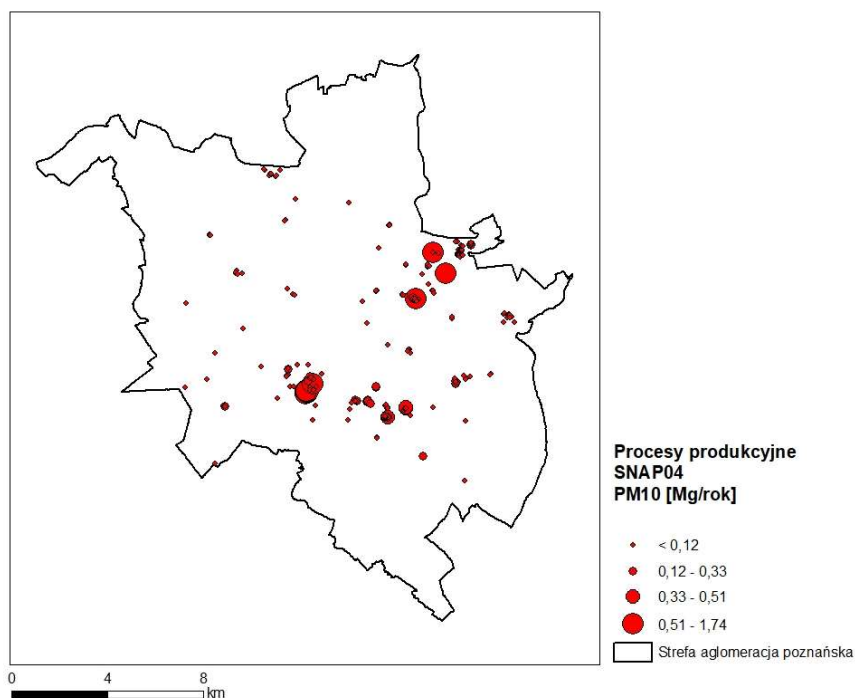 Procesy produkcyjne
SNAP04
PM10 [Mg/rok]
< 0,12
0,12 - 0,33
0,33 - 0,51
0,51 - 1,74
Strefa aglomeracja poznańska
0 4 8
km